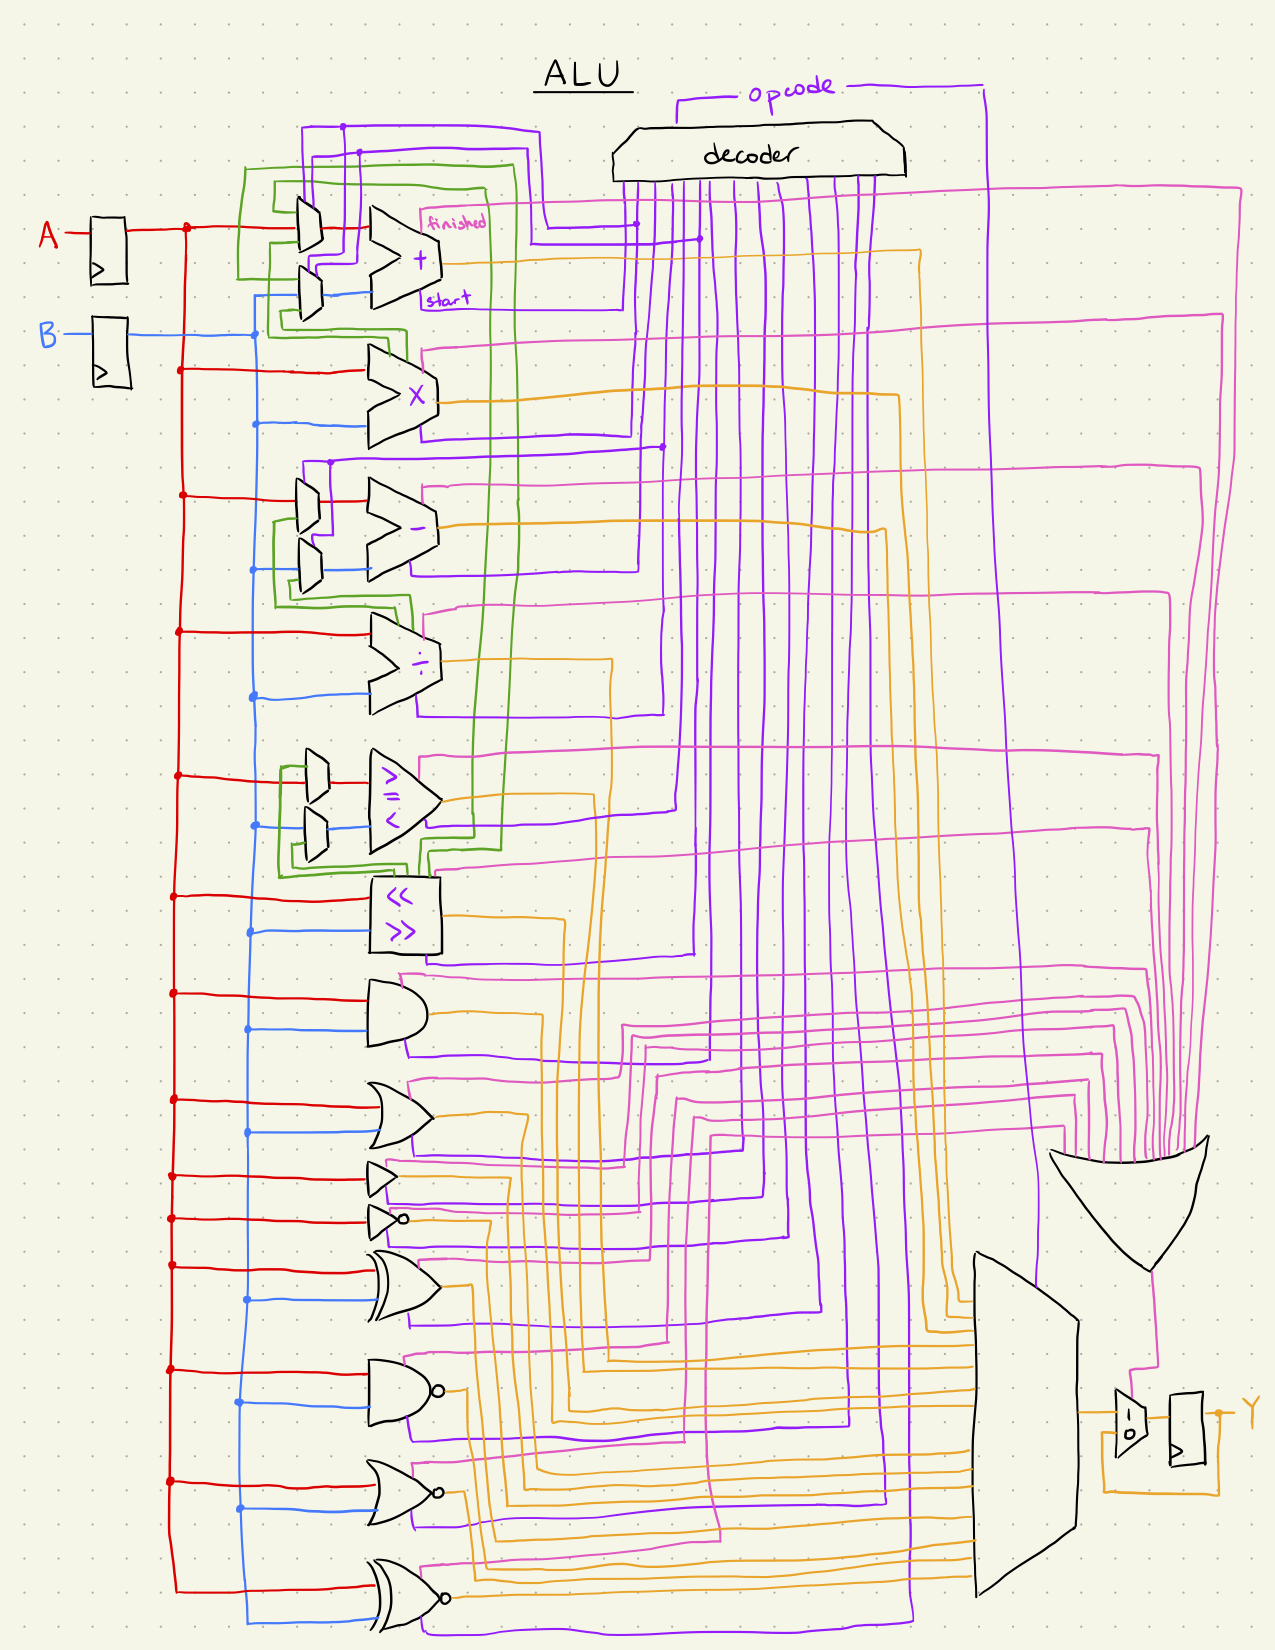 ALU
opcode
decoder
A
finished
+
start
B
X
−
÷
>
=
<
<<
>>
1
0
Y